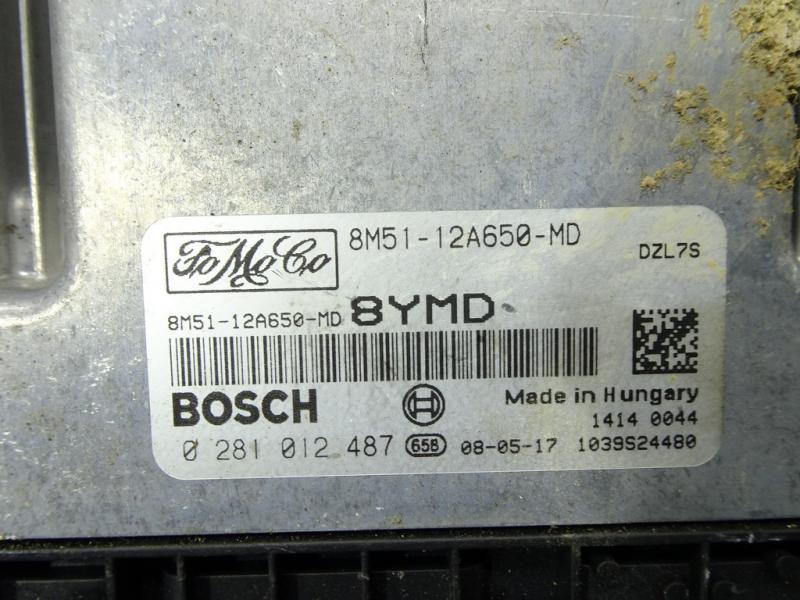 FoMoCo 8M51-12A650-MD DZL7S
8M51-12A650-MD 8YMD
BOSCH Made in Hungary
1414 0044
0 281 012 487 65B 08-05-17 1039S24480